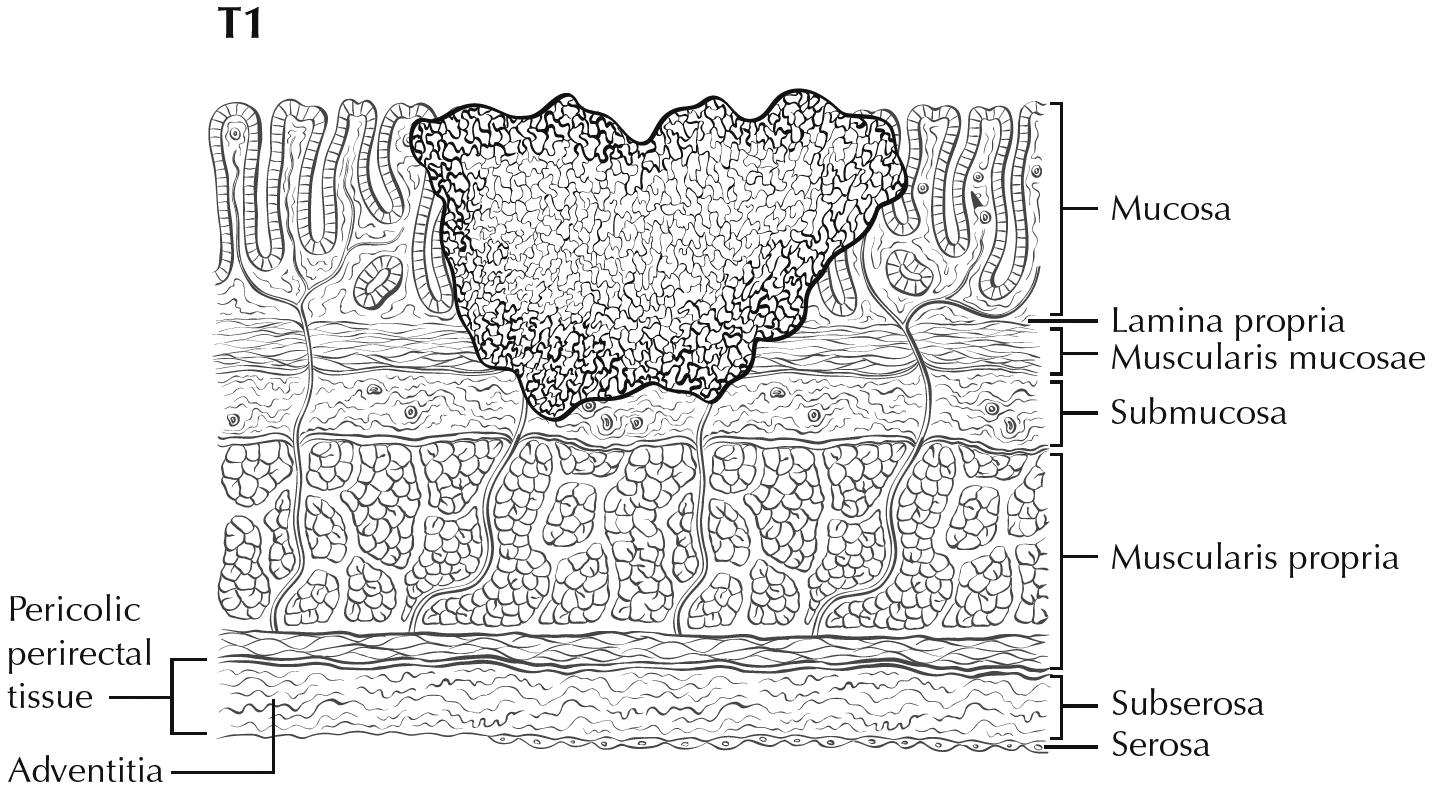 T1
Mucosa
Lamina propria
Muscularis mucosae
Submucosa
Muscularis propria
Pericolic
perirectal
tissue
Subserosa
Serosa
Adventitia